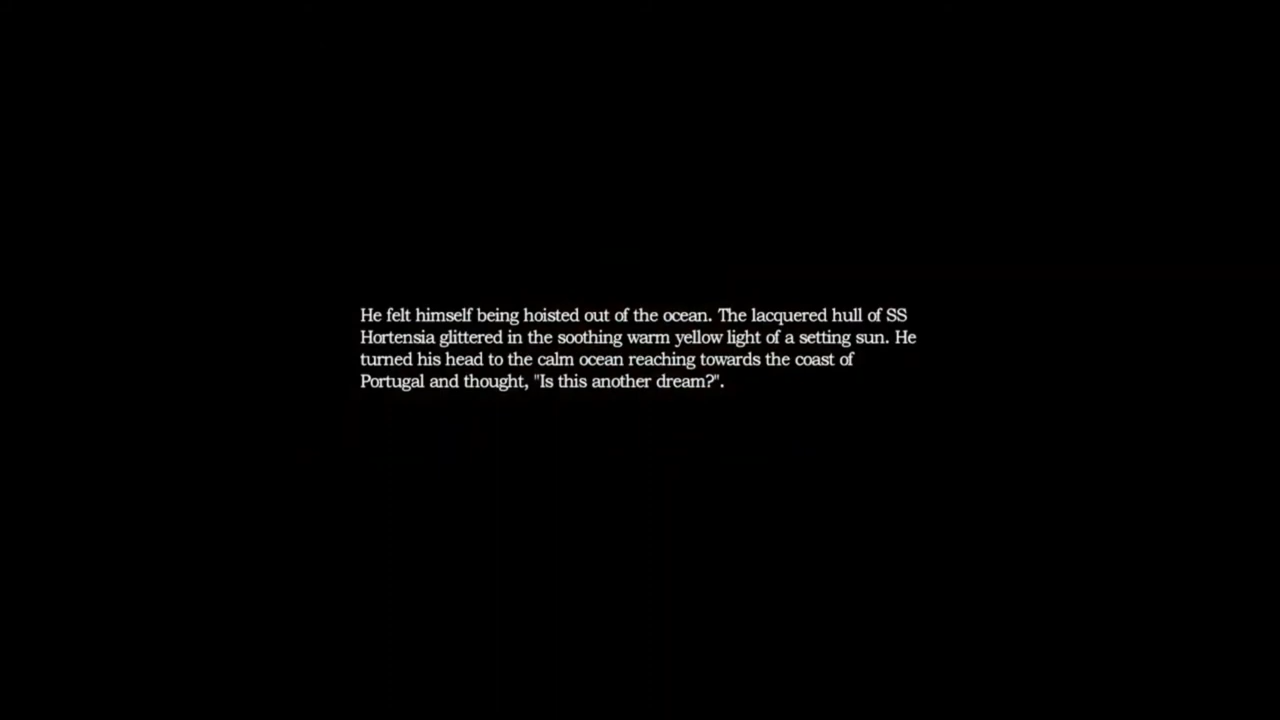 He felt himself being hoisted out of the ocean. The lacquered hull of SS
Hortensia glittered in the soothing warm yellow light of a setting sun. He
turned his head to the calm ocean reaching towards the coast of
Portugal and thought, "Is this another dream?".